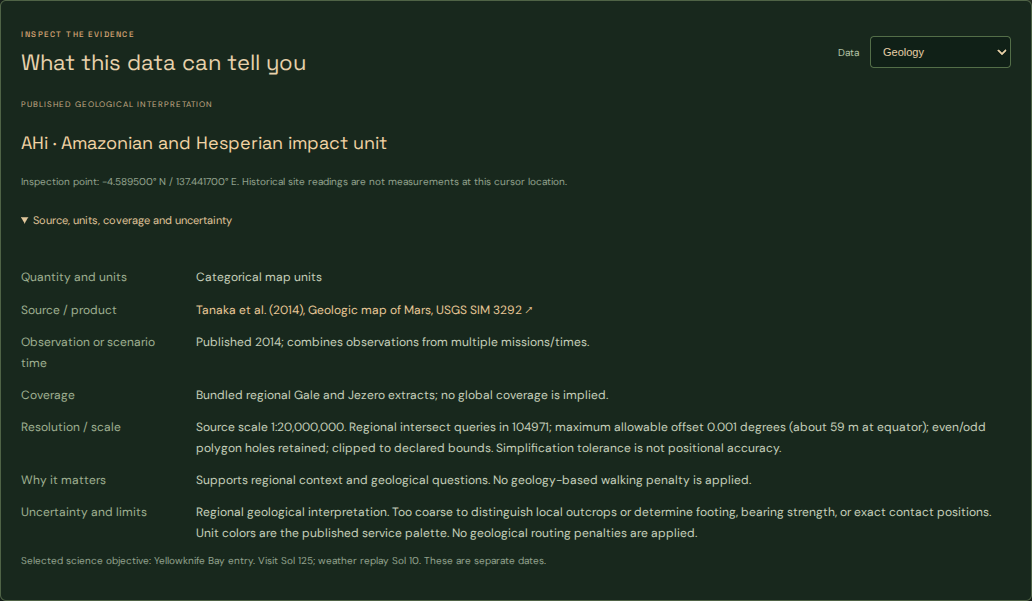 INSPECT THE EVIDENCE
What this data can tell you
Data
Geology
PUBLISHED GEOLOGICAL INTERPRETATION
AHi · Amazonian and Hesperian impact unit
Inspection point: -4.589500° N / 137.441700° E. Historical site readings are not measurements at this cursor location.
▼ Source, units, coverage and uncertainty
Quantity and units
Categorical map units
Source / product
Tanaka et al. (2014), Geologic map of Mars, USGS SIM 3292 ↗
Observation or scenario
time
Published 2014; combines observations from multiple missions/times.
Coverage
Bundled regional Gale and Jezero extracts; no global coverage is implied.
Resolution / scale
Source scale 1:20,000,000. Regional intersect queries in 104971; maximum allowable offset 0.001 degrees (about 59 m at equator); even/odd
polygon holes retained; clipped to declared bounds. Simplification tolerance is not positional accuracy.
Why it matters
Supports regional context and geological questions. No geology-based walking penalty is applied.
Uncertainty and limits
Regional geological interpretation. Too coarse to distinguish local outcrops or determine footing, bearing strength, or exact contact positions.
Unit colors are the published service palette. No geological routing penalties are applied.
Selected science objective: Yellowknife Bay entry. Visit Sol 125; weather replay Sol 10. These are separate dates.